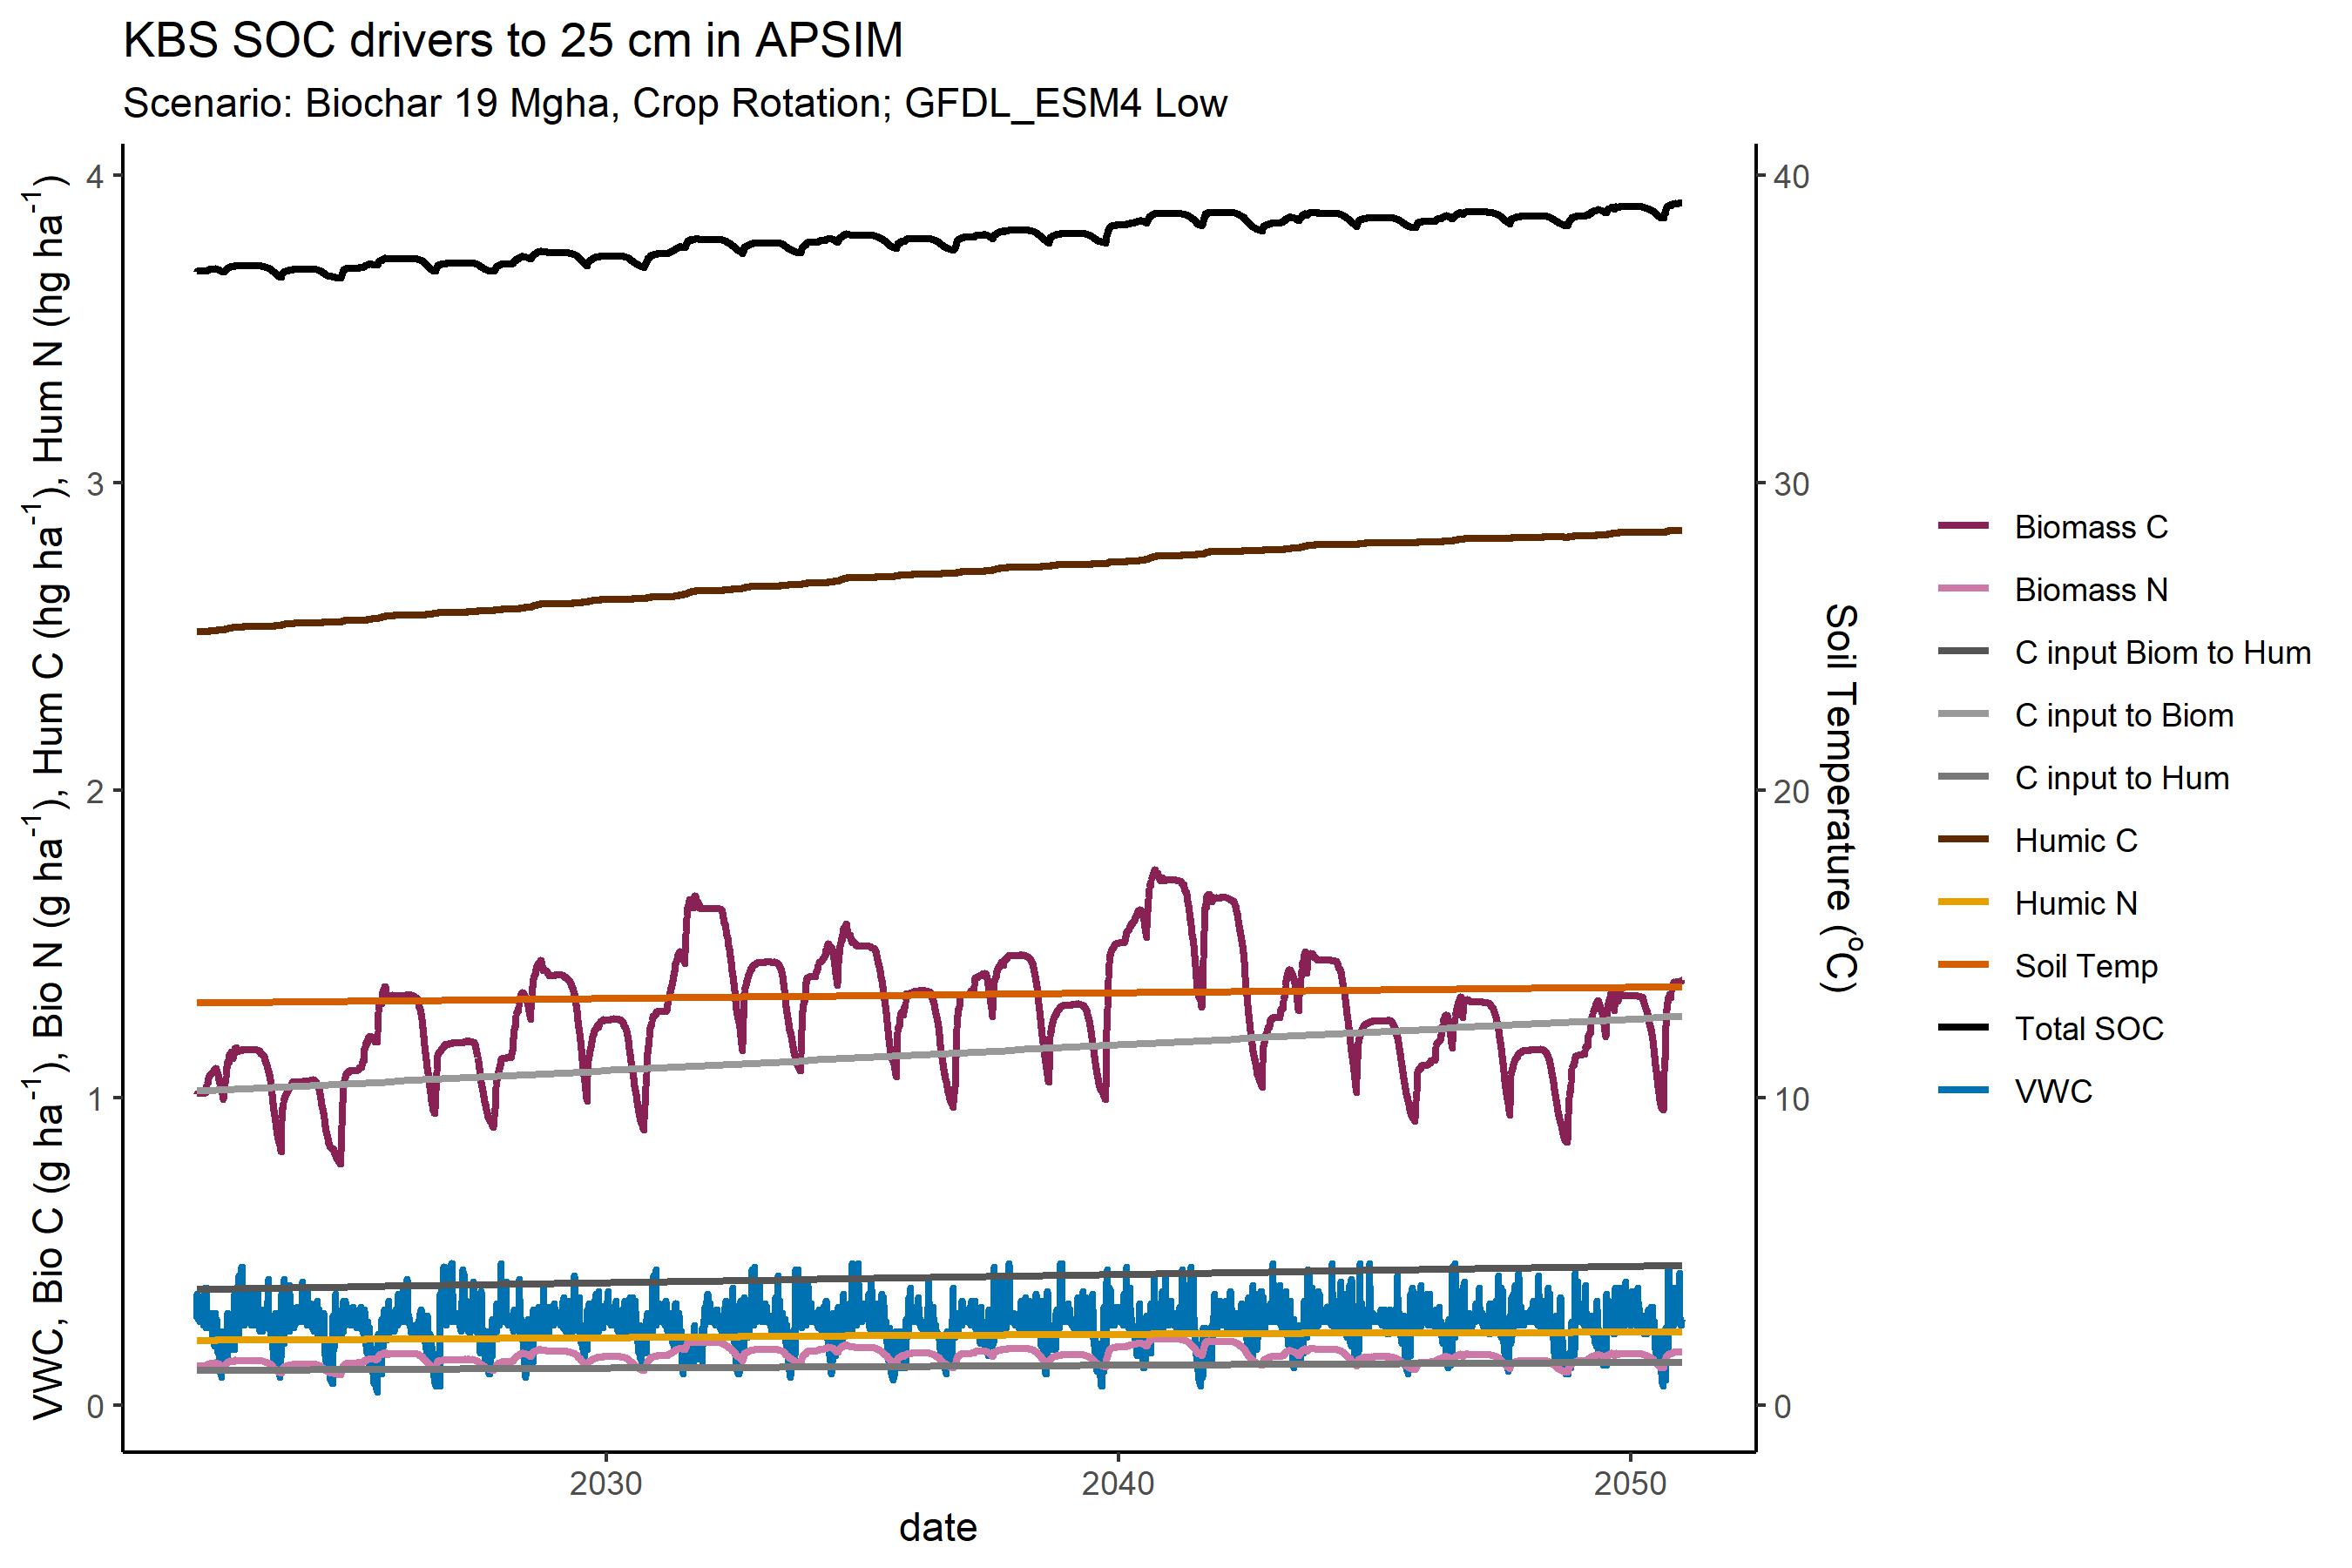 KBS SOC drivers to 25 cm in APSIM
Scenario: Biochar 19 Mgha, Crop Rotation; GFDL_ESM4 Low
VWC, Bio C (g ha⁻¹), Bio N (g ha⁻¹), Hum C (hg ha⁻¹), Hum N (hg ha⁻¹)
4
3
2
1
0
40
30
20
10
0
Soil Temperature (°C)
2030
2040
2050
date
Biomass C
Biomass N
C input Biom to Hum
C input to Biom
C input to Hum
Humic C
Humic N
Soil Temp
Total SOC
VWC